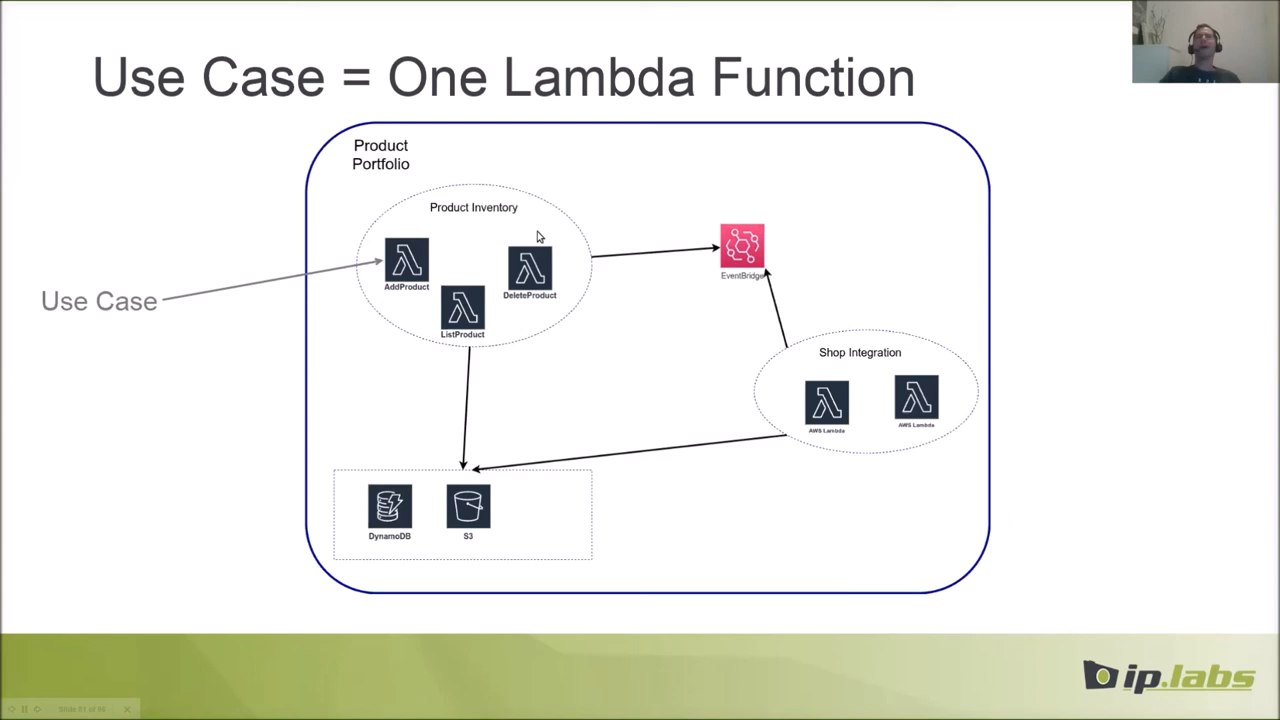 Use Case = One Lambda Function
Product
Portfolio
Product Inventory
AddProduct
DeleteProduct
ListProduct
Use Case
EventBridge
Shop Integration
AWS Lambda
AWS Lambda
DynamoDB
S3
ip.labs